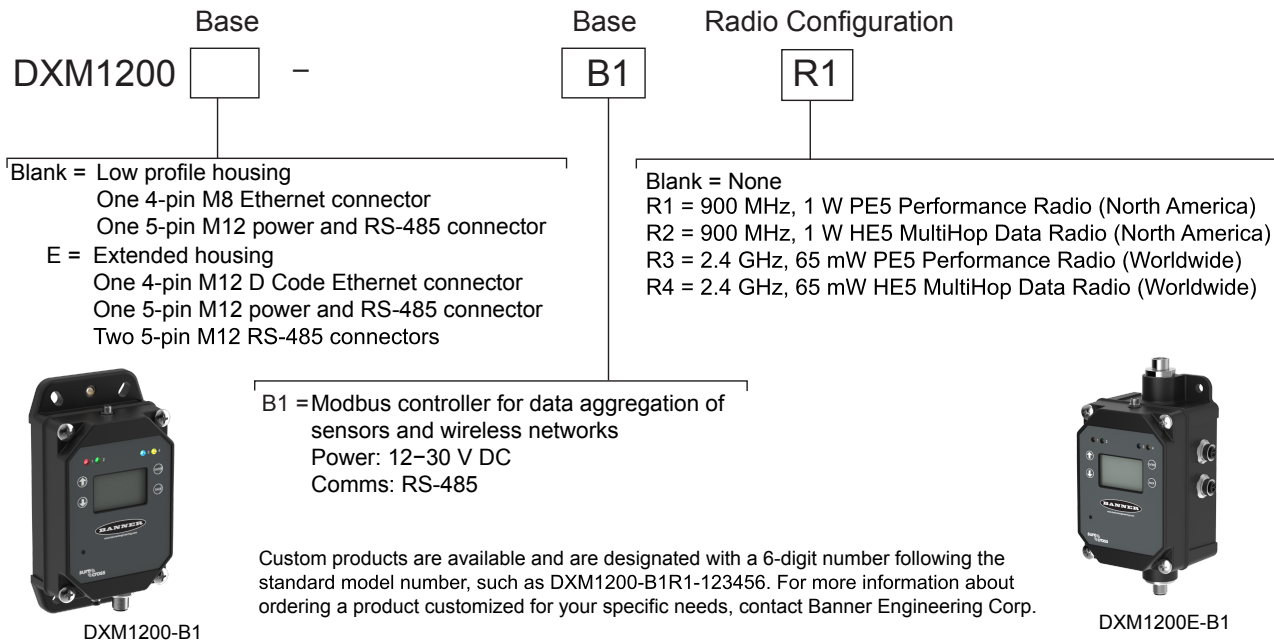 Base
Base
Radio Configuration
DXM1200
–
B1
R1
Blank = Low profile housing
One 4-pin M8 Ethernet connector
One 5-pin M12 power and RS-485 connector
E = Extended housing
One 4-pin M12 D Code Ethernet connector
One 5-pin M12 power and RS-485 connector
Two 5-pin M12 RS-485 connectors
Blank = None
R1 = 900 MHz, 1 W PE5 Performance Radio (North America)
R2 = 900 MHz, 1 W HE5 MultiHop Data Radio (North America)
R3 = 2.4 GHz, 65 mW PE5 Performance Radio (Worldwide)
R4 = 2.4 GHz, 65 mW HE5 MultiHop Data Radio (Worldwide)
B1 =Modbus controller for data aggregation of
sensors and wireless networks
Power: 12−30 V DC
Comms: RS-485
BANNER
BANNER
Custom products are available and are designated with a 6-digit number following the
standard model number, such as DXM1200-B1R1-123456. For more information about
ordering a product customized for your specific needs, contact Banner Engineering Corp.
DXM1200-B1
DXM1200E-B1